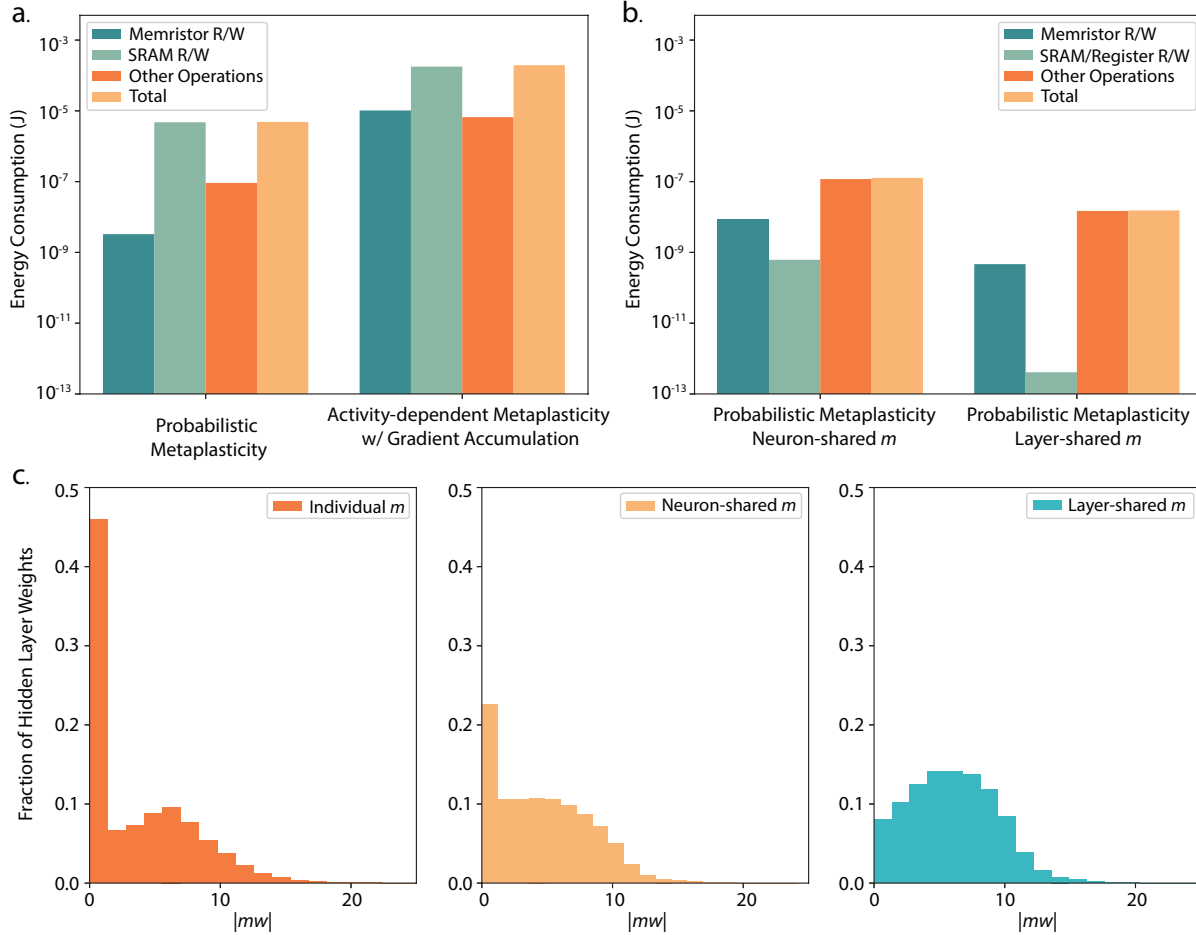 a.
Energy Consumption (J)
10-3
10-5
10-7
10-9
10-11
10-13
Memristor R/W
SRAM R/W
Other Operations
Total
Probabilistic
Metaplasticity
Activity-dependent Metaplasticity
w/ Gradient Accumulation
b.
Energy Consumption (J)
10-3
10-5
10-7
10-9
10-11
10-13
Memristor R/W
SRAM/Register R/W
Other Operations
Total
Probabilistic Metaplasticity
Neuron-shared m
Probabilistic Metaplasticity
Layer-shared m
c.
Fraction of Hidden Layer Weights
0.5
0.4
0.3
0.2
0.1
0.0
Individual m
0 10 20
|mw|
0.5
0.4
0.3
0.2
0.1
0.0
Neuron-shared m
0 10 20
|mw|
0.5
0.4
0.3
0.2
0.1
0.0
Layer-shared m
0 10 20
|mw|